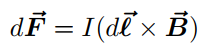 d𝑭⃗ = I(dℓ⃗ × 𝑩⃗)